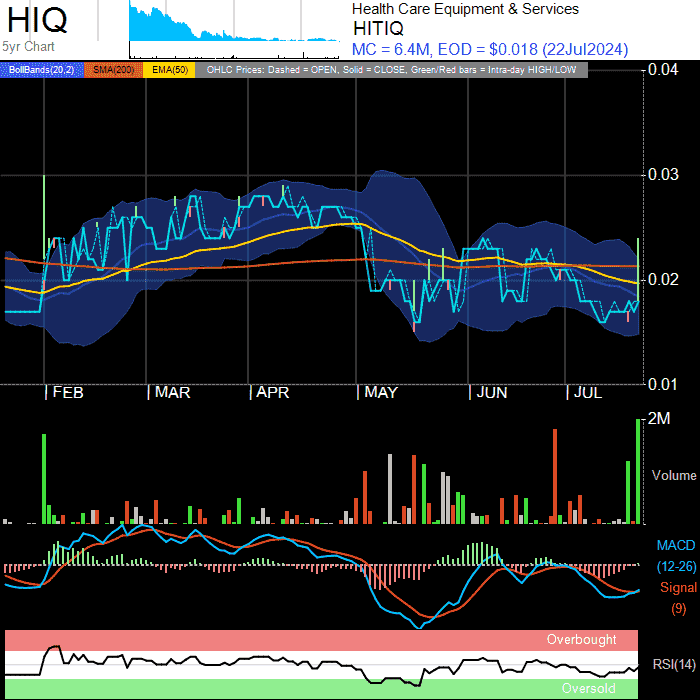 HIQ
5yr Chart
Health Care Equipment & Services
HITIQ
MC = 6.4M, EOD = $0.018 (22Jul2024)
BollBands(20,2) SMA(200) EMA(50) OHLC Prices: Dashed = OPEN, Solid = CLOSE, Green/Red bars = Intra-day HIGH/LOW
0.04
0.03
0.02
0.01
FEB MAR APR MAY JUN JUL
2M
Volume
MACD
(12-26)
Signal
(9)
Overbought
RSI(14)
Oversold